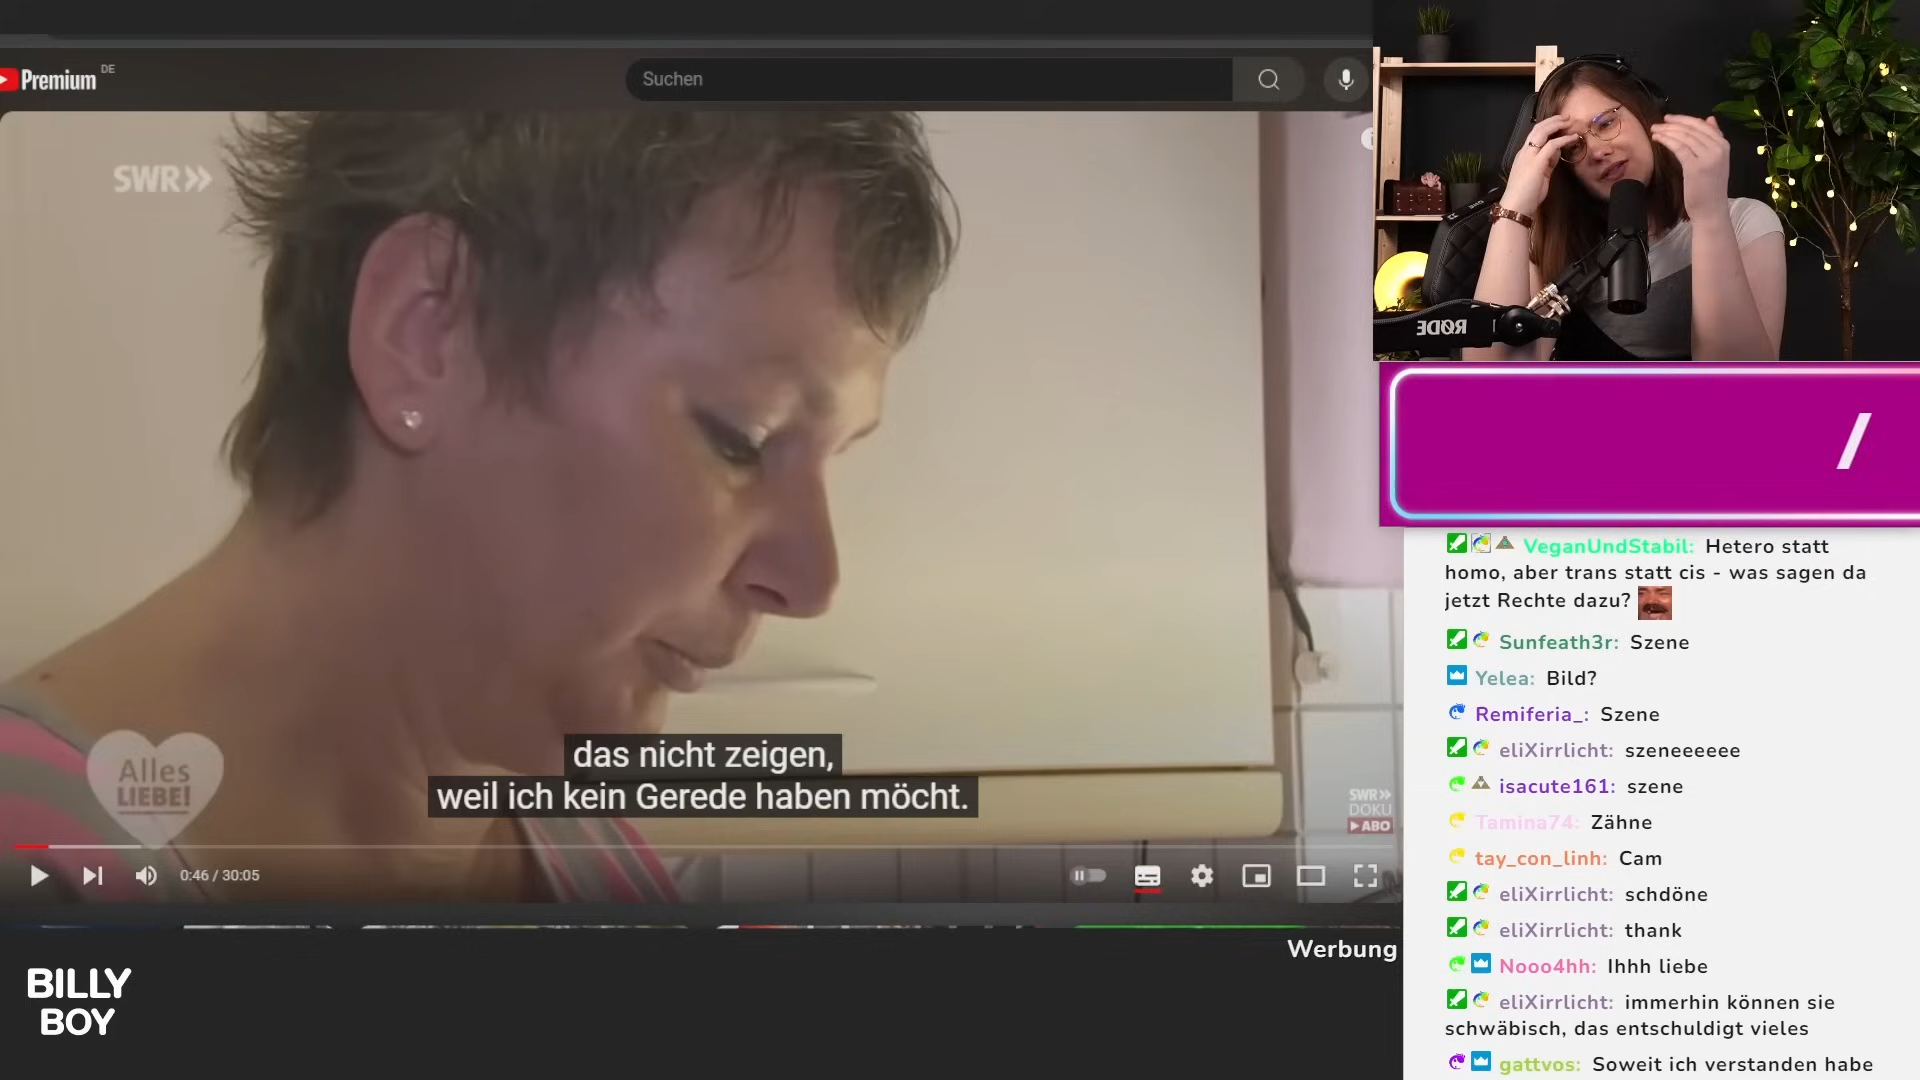 Premium DE
Suchen
SWR
RØDE
/
das nicht zeigen,
weil ich kein Gerede haben möcht.
Alles
LIEBE!
SWR
DOKU
ABO
0:46 / 30:05
Werbung
BILLY
BOY
VeganUndStabil: Hetero statt
homo, aber trans statt cis - was sagen da
jetzt Rechte dazu?
Sunfeath3r: Szene
Yelea: Bild?
Remiferia_: Szene
eliXirrlicht: szeneeeeee
isacute161: szene
Tamina74: Zähne
tay_con_linh: Cam
eliXirrlicht: schdöne
eliXirrlicht: thank
Nooo4hh: Ihhh liebe
eliXirrlicht: immerhin können sie
schwäbisch, das entschuldigt vieles
gattvos: Soweit ich verstanden habe